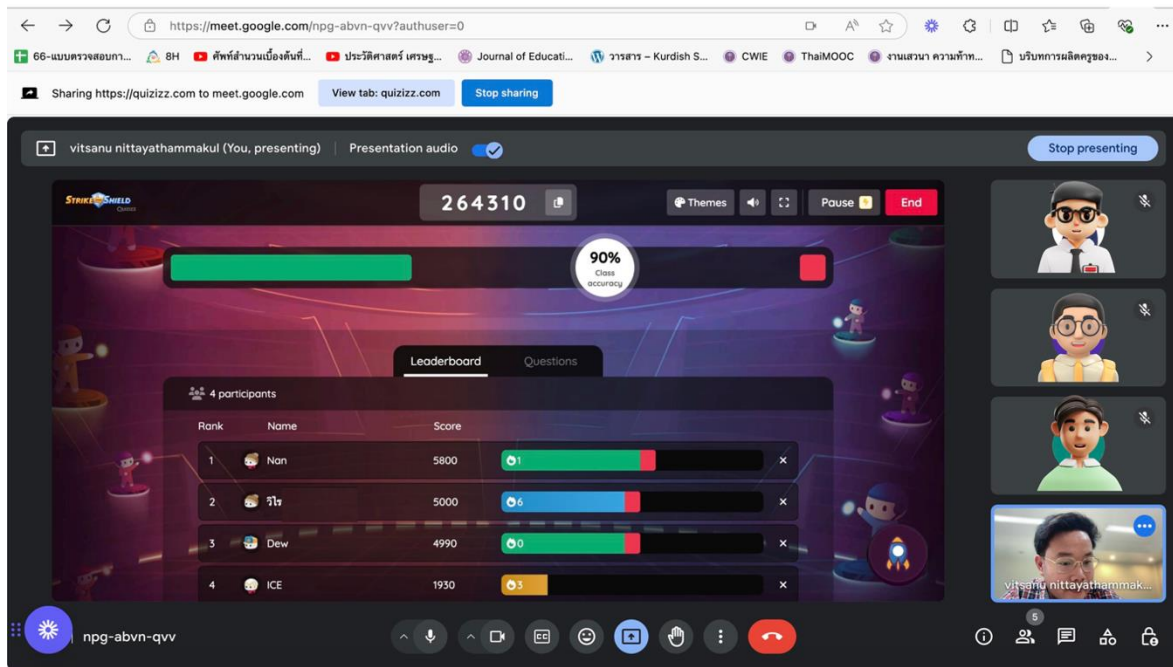 https://meet.google.com/npg-abvn-qvv?authuser=0
66-แบบตรวจสอบกา... 8H ศัพท์สำนวนเบื้องต้นที่... ประวัติศาสตร์ เศรษฐ... Journal of Educati... วารสาร – Kurdish S... CWIE ThaiMOOC งานเสวนา ความท้าท... บริบทการผลิตครูของ...
Sharing https://quizizz.com to meet.google.com View tab: quizizz.com Stop sharing
vitsanu nittayathammakul (You, presenting) Presentation audio Stop presenting
STRIKE SHIELD
QUIZIZZ
264310 Themes Pause End
90%
Class
accuracy
Leaderboard Questions
4 participants
Rank Name Score
1 Nan 5800 1 ×
2 วิไร 5000 6 ×
3 Dew 4990 0 ×
4 ICE 1930 3 ×
vitsanu nittayathammak...
npg-abvn-qvv CC 5